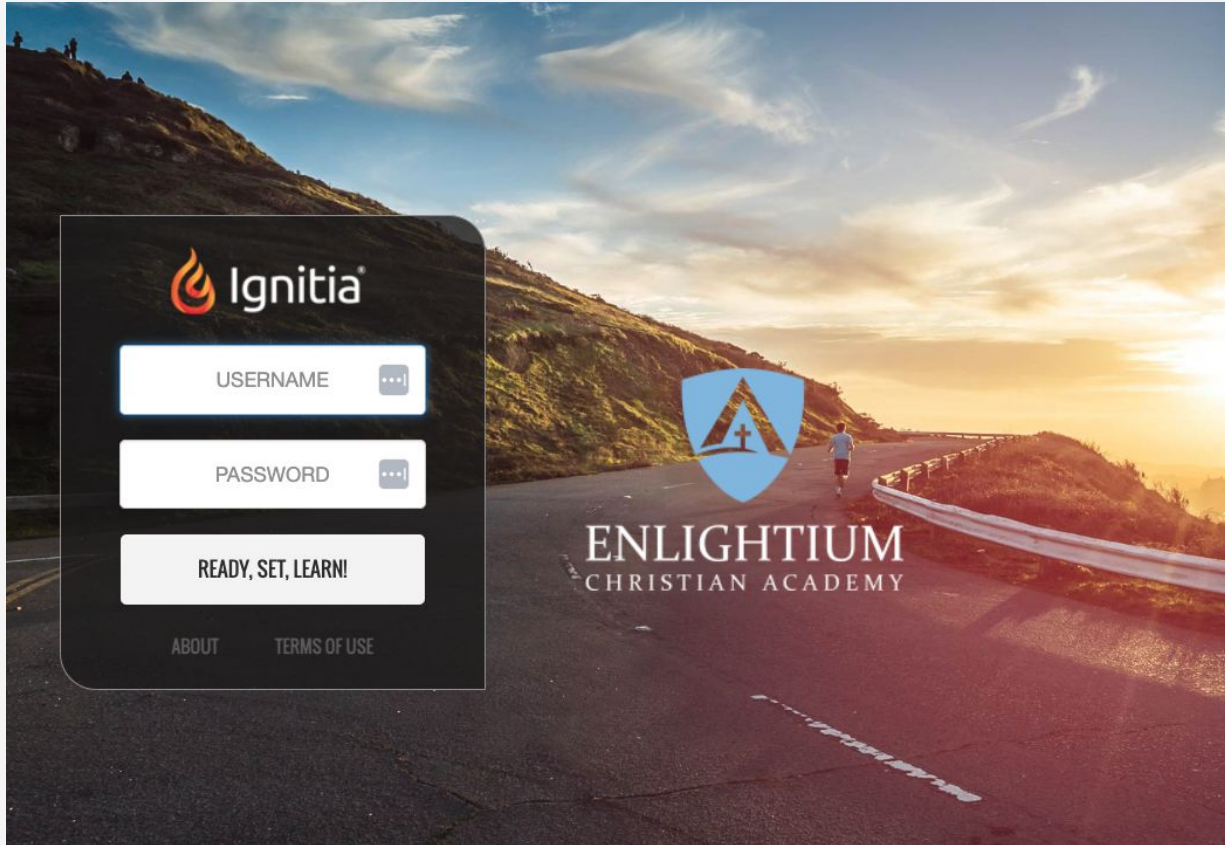 Ignitia®
USERNAME
PASSWORD
READY, SET, LEARN!
ABOUT TERMS OF USE
ENLIGHTIUM
CHRISTIAN ACADEMY